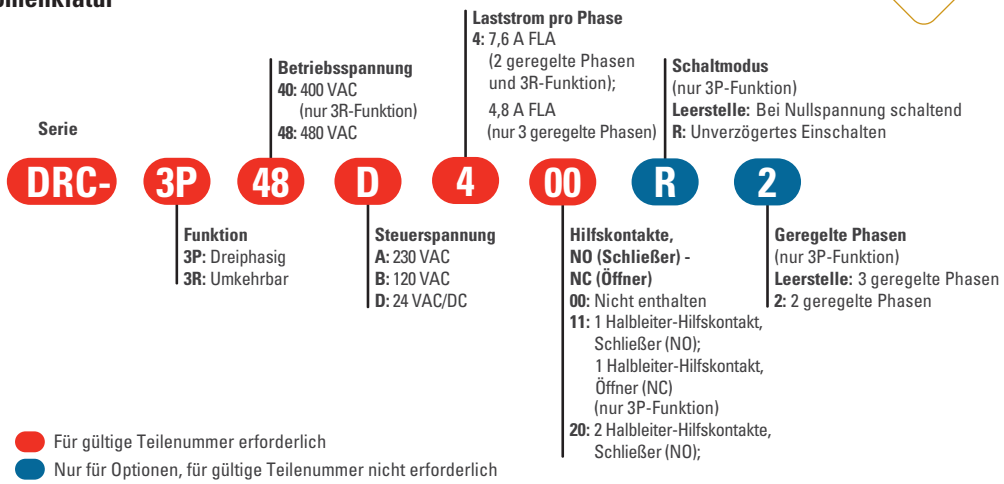 Laststrom pro Phase
4: 7,6 A FLA
(2 geregelte Phasen
und 3R-Funktion);
4,8 A FLA
(nur 3 geregelte Phasen)
Betriebsspannung
40: 400 VAC
(nur 3R-Funktion)
48: 480 VAC
Schaltmodus
(nur 3P-Funktion)
Leerstelle: Bei Nullspannung schaltend
R: Unverzögertes Einschalten
Serie
DRC- 3P 48 D 4 00 R 2
Funktion
3P: Dreiphasig
3R: Umkehrbar
Steuerspannung
A: 230 VAC
B: 120 VAC
D: 24 VAC/DC
Hilfskontakte,
NO (Schließer) -
NC (Öffner)
00: Nicht enthalten
11: 1 Halbleiter-Hilfskontakt,
Schließer (NO);
1 Halbleiter-Hilfskontakt,
Öffner (NC)
(nur 3P-Funktion)
20: 2 Halbleiter-Hilfskontakte,
Schließer (NO);
Geregelte Phasen
(nur 3P-Funktion)
Leerstelle: 3 geregelte Phasen
2: 2 geregelte Phasen
Für gültige Teilenummer erforderlich
Nur für Optionen, für gültige Teilenummer nicht erforderlich